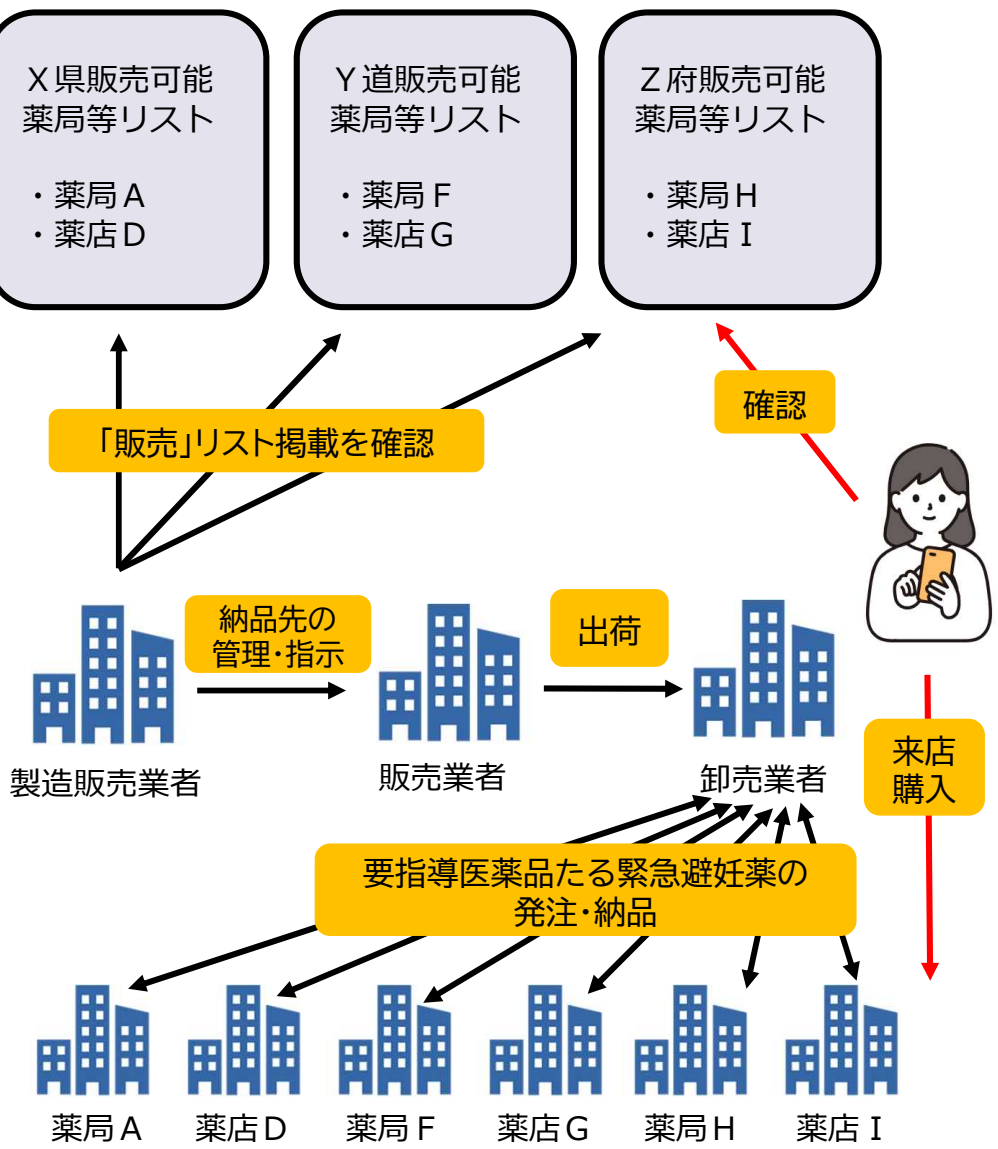 X県販売可能
薬局等リスト
・薬局A
・薬店D
Y道販売可能
薬局等リスト
・薬局F
・薬店G
Z府販売可能
薬局等リスト
・薬局H
・薬店I
「販売」リスト掲載を確認
確認
納品先の
管理・指示
出荷
製造販売業者
販売業者
卸売業者
来店
購入
要指導医薬品たる緊急避妊薬の
発注・納品
薬局A
薬店D
薬局F
薬店G
薬局H
薬店I